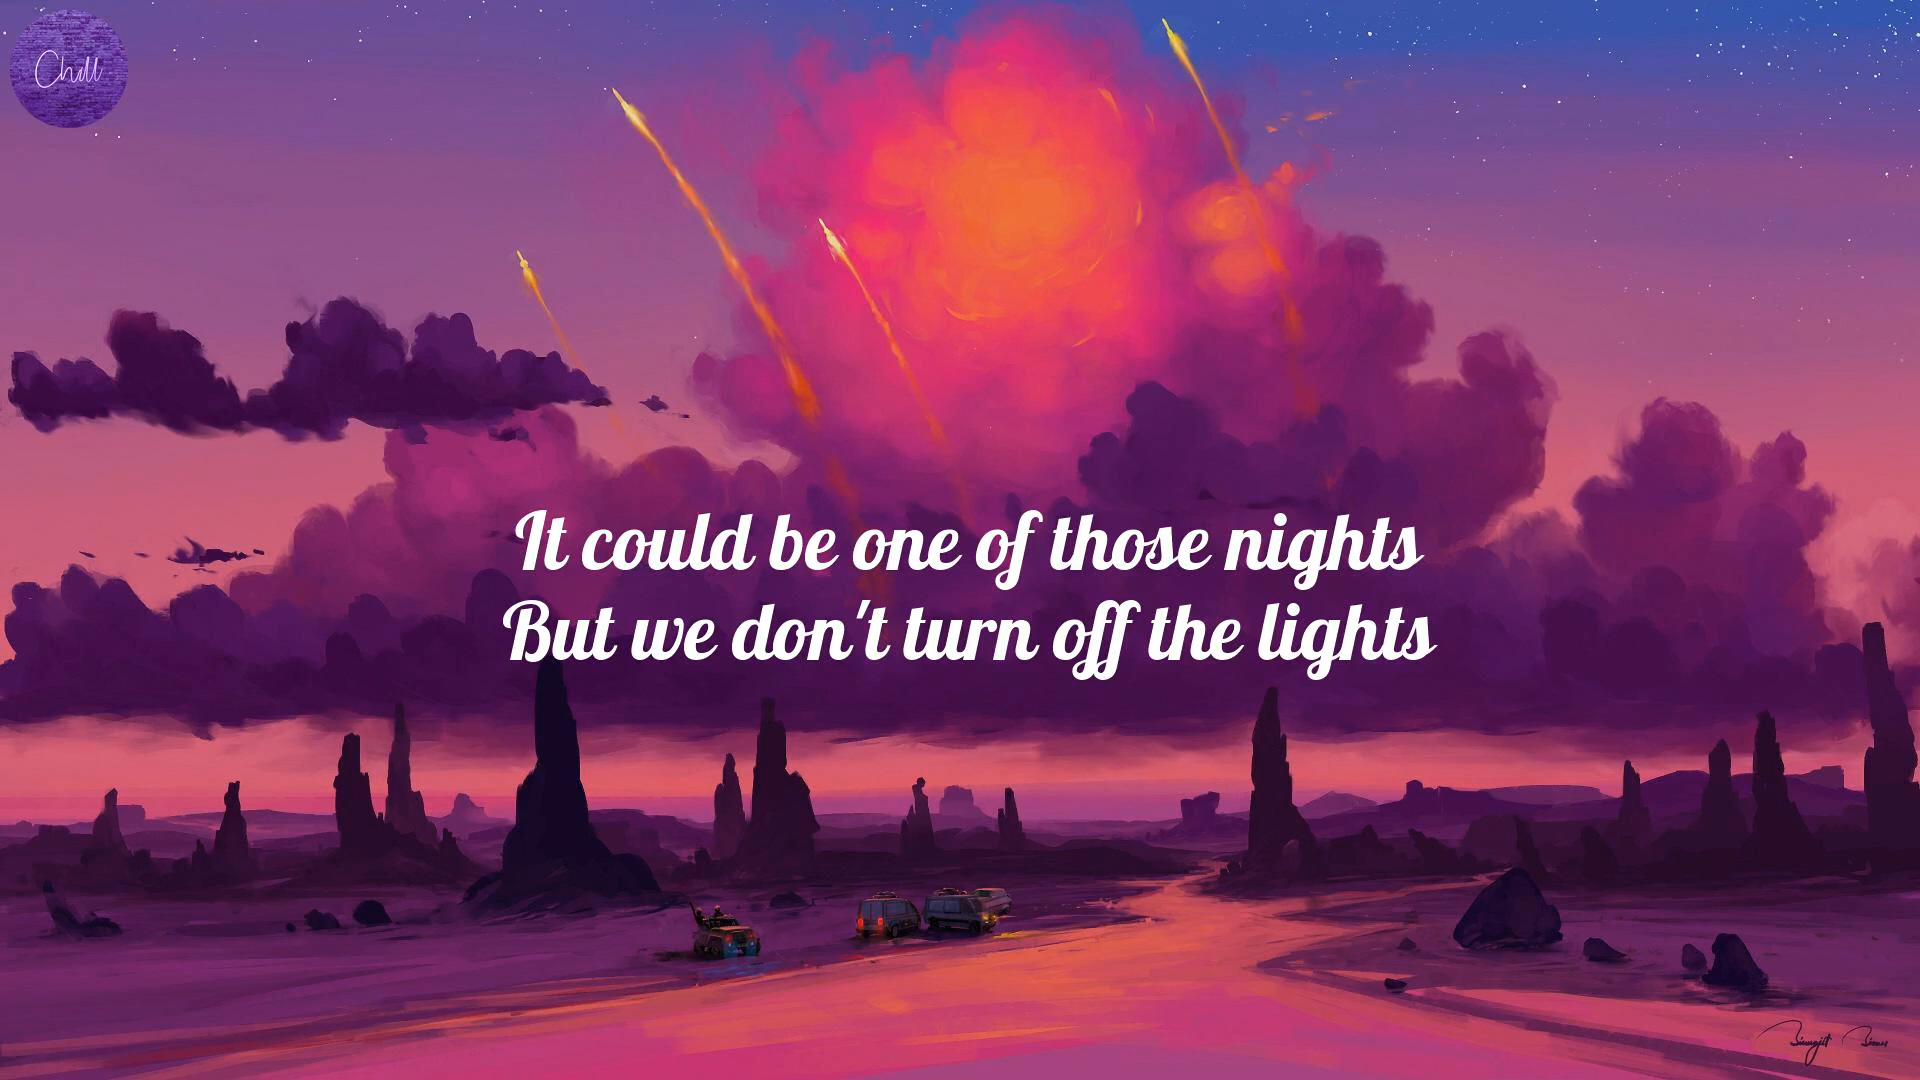 Chill
It could be one of those nights
But we don't turn off the lights